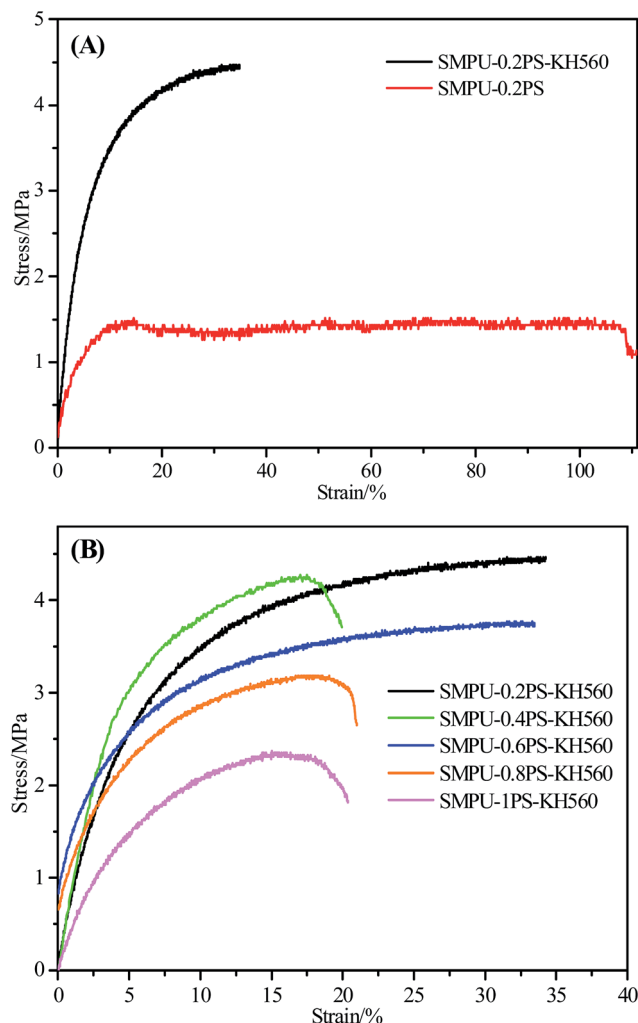 (A)
SMPU-0.2PS-KH560
SMPU-0.2PS
Stress/MPa
5
4
3
2
1
0
0 20 40 60 80 100
Strain/%
(B)
SMPU-0.2PS-KH560
SMPU-0.4PS-KH560
SMPU-0.6PS-KH560
SMPU-0.8PS-KH560
SMPU-1PS-KH560
Stress/MPa
4
3
2
1
0
0 5 10 15 20 25 30 35 40
Strain/%